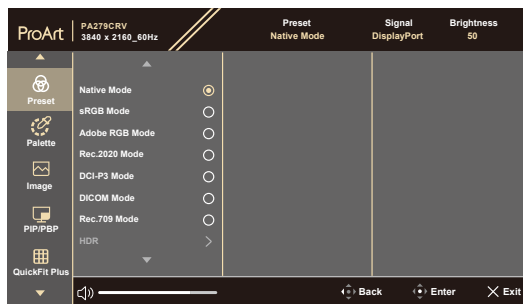 ProArt
PA279CRV
3840 x 2160_60Hz
Preset
Native Mode
Signal
DisplayPort
Brightness
50
Preset
Palette
Image
PIP/PBP
QuickFit Plus
Native Mode
sRGB Mode
Adobe RGB Mode
Rec.2020 Mode
DCI-P3 Mode
DICOM Mode
Rec.709 Mode
HDR
Back
Enter
Exit